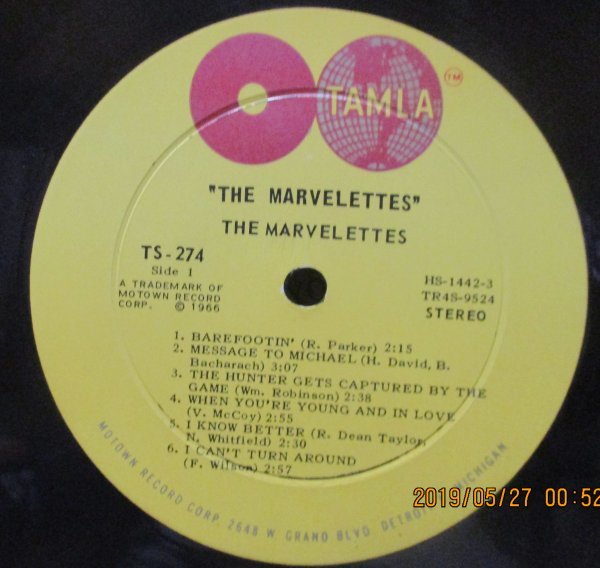 TAMLA TM
"THE MARVELETTES"
THE MARVELETTES
TS-274
Side 1
A TRADEMARK OF
MOTOWN RECORD
CORP. © 1966
HS-1442-3
TR4S-9524
STEREO
1. BAREFOOTIN' (R. Parker) 2:15
2. MESSAGE TO MICHAEL (H. David, B.
Bacharach) 3:07
3. THE HUNTER GETS CAPTURED BY THE
GAME (Wm. Robinson) 2:38
4. WHEN YOU'RE YOUNG AND IN LOVE
(V. McCoy) 2:55
5. I KNOW BETTER (R. Dean Taylor,
N. Whitfield) 2:30
6. I CAN'T TURN AROUND
(F. Wilson) 2:57
MOTOWN RECORD CORP. 2648 W. GRAND BLVD. DETROIT MICHIGAN
2019/05/27 00:52